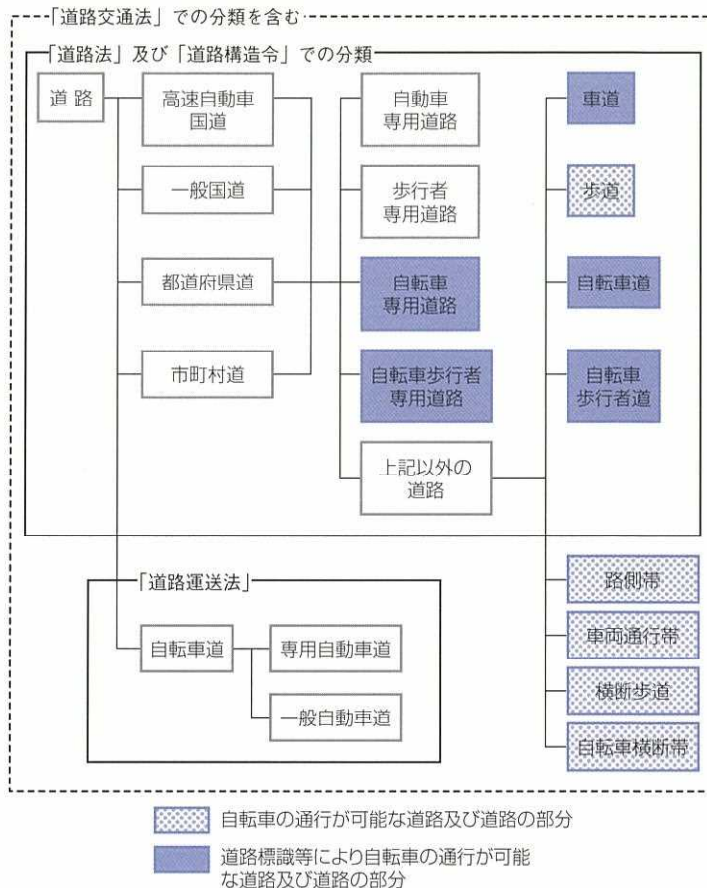 「道路交通法」での分類を含む
「道路法」及び「道路構造令」での分類
道路
高速自動車
国道
一般国道
都道府県道
市町村道
自動車
専用道路
歩行者
専用道路
自転車
専用道路
自転車歩行者
専用道路
上記以外の
道路
車道
歩道
自転車道
自転車
歩行者道
路側帯
車両通行帯
横断歩道
自転車横断帯
「道路運送法」
自転車道
専用自動車道
一般自動車道
自転車の通行が可能な道路及び道路の部分
道路標識等により自転車の通行が可能
な道路及び道路の部分